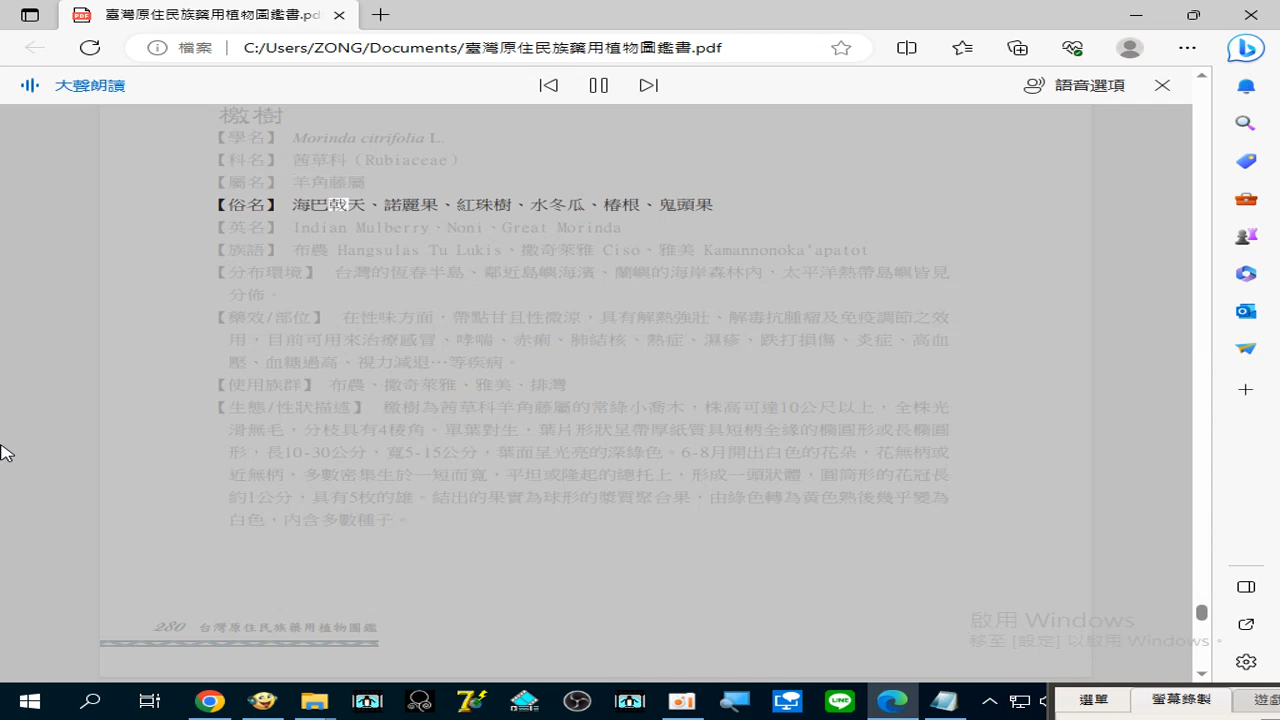 臺灣原住民族藥用植物圖鑑書.pdf
檔案
C:/Users/ZONG/Documents/臺灣原住民族藥用植物圖鑑書.pdf
大聲朗讀
語音選項
檄樹
【學名】 Morinda citrifolia L.
【科名】 茜草科（Rubiaceae）
【屬名】 羊角藤屬
【俗名】 海巴戟天、諾麗果、紅珠樹、水冬瓜、椿根、鬼頭果
【英名】 Indian Mulberry、Noni、Great Morinda
【族語】 布農 Hangsulas Tu Lukis、撒奇萊雅 Ciso、雅美 Kamannonoka'apatot
【分布環境】 台灣的恆春半島、鄰近島嶼海濱、蘭嶼的海岸森林內，太平洋熱帶島嶼皆見
分佈。
【藥效/部位】 在性味方面，帶點甘且性微涼，具有解熱強壯、解毒抗腫瘤及免疫調節之效
用，目前可用來治療感冒、哮喘、赤痢、肺結核、熱症、濕疹、跌打損傷、炎症、高血
壓、血糖過高、視力減退…等疾病。
【使用族群】 布農、撒奇萊雅、雅美、排灣
【生態/性狀描述】 檄樹為茜草科羊角藤屬的常綠小喬木，株高可達10公尺以上，全株光
滑無毛，分枝具有4稜角。單葉對生，葉片形狀呈帶厚紙質具短柄全緣的橢圓形或長橢圓
形，長10-30公分、寬5-15公分，葉面呈光亮的深綠色。6-8月開出白色的花朵，花無柄或
近無柄，多數密集生於一短而寬，平坦或隆起的總托上，形成一頭狀體，圓筒形的花冠長
約1公分，具有5枚的雄。結出的果實為球形的漿質聚合果，由綠色轉為黃色熟後幾乎變為
白色，內含多數種子。
280 台灣原住民族藥用植物圖鑑
啟用 Windows
移至 [設定] 以啟用 Windows。
選單
螢幕錄製
遊戲